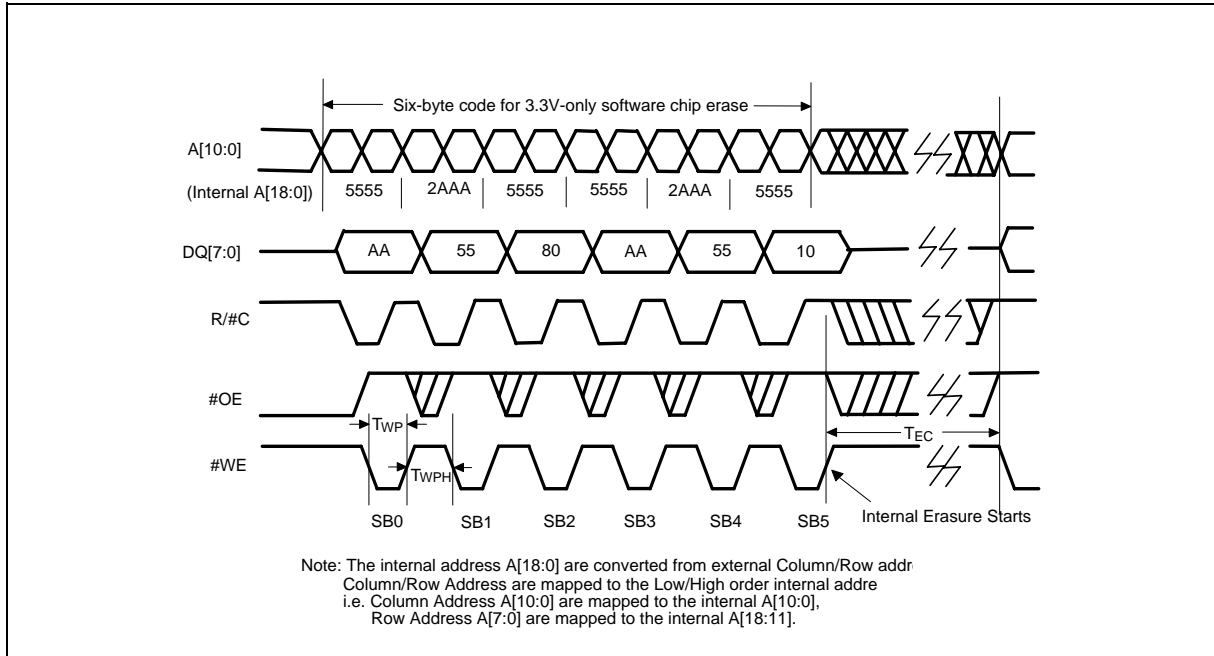 Six-byte code for 3.3V-only software chip erase
A[10:0]
(Internal A[18:0])
5555 2AAA 5555 5555 2AAA 5555
DQ[7:0]
AA 55 80 AA 55 10
R/#C
#OE
TWP
TEC
#WE
TWPH
SB0 SB1 SB2 SB3 SB4 SB5
Internal Erasure Starts
Note: The internal address A[18:0] are converted from external Column/Row addr
Column/Row Address are mapped to the Low/High order internal addre
i.e. Column Address A[10:0] are mapped to the internal A[10:0],
Row Address A[7:0] are mapped to the internal A[18:11].